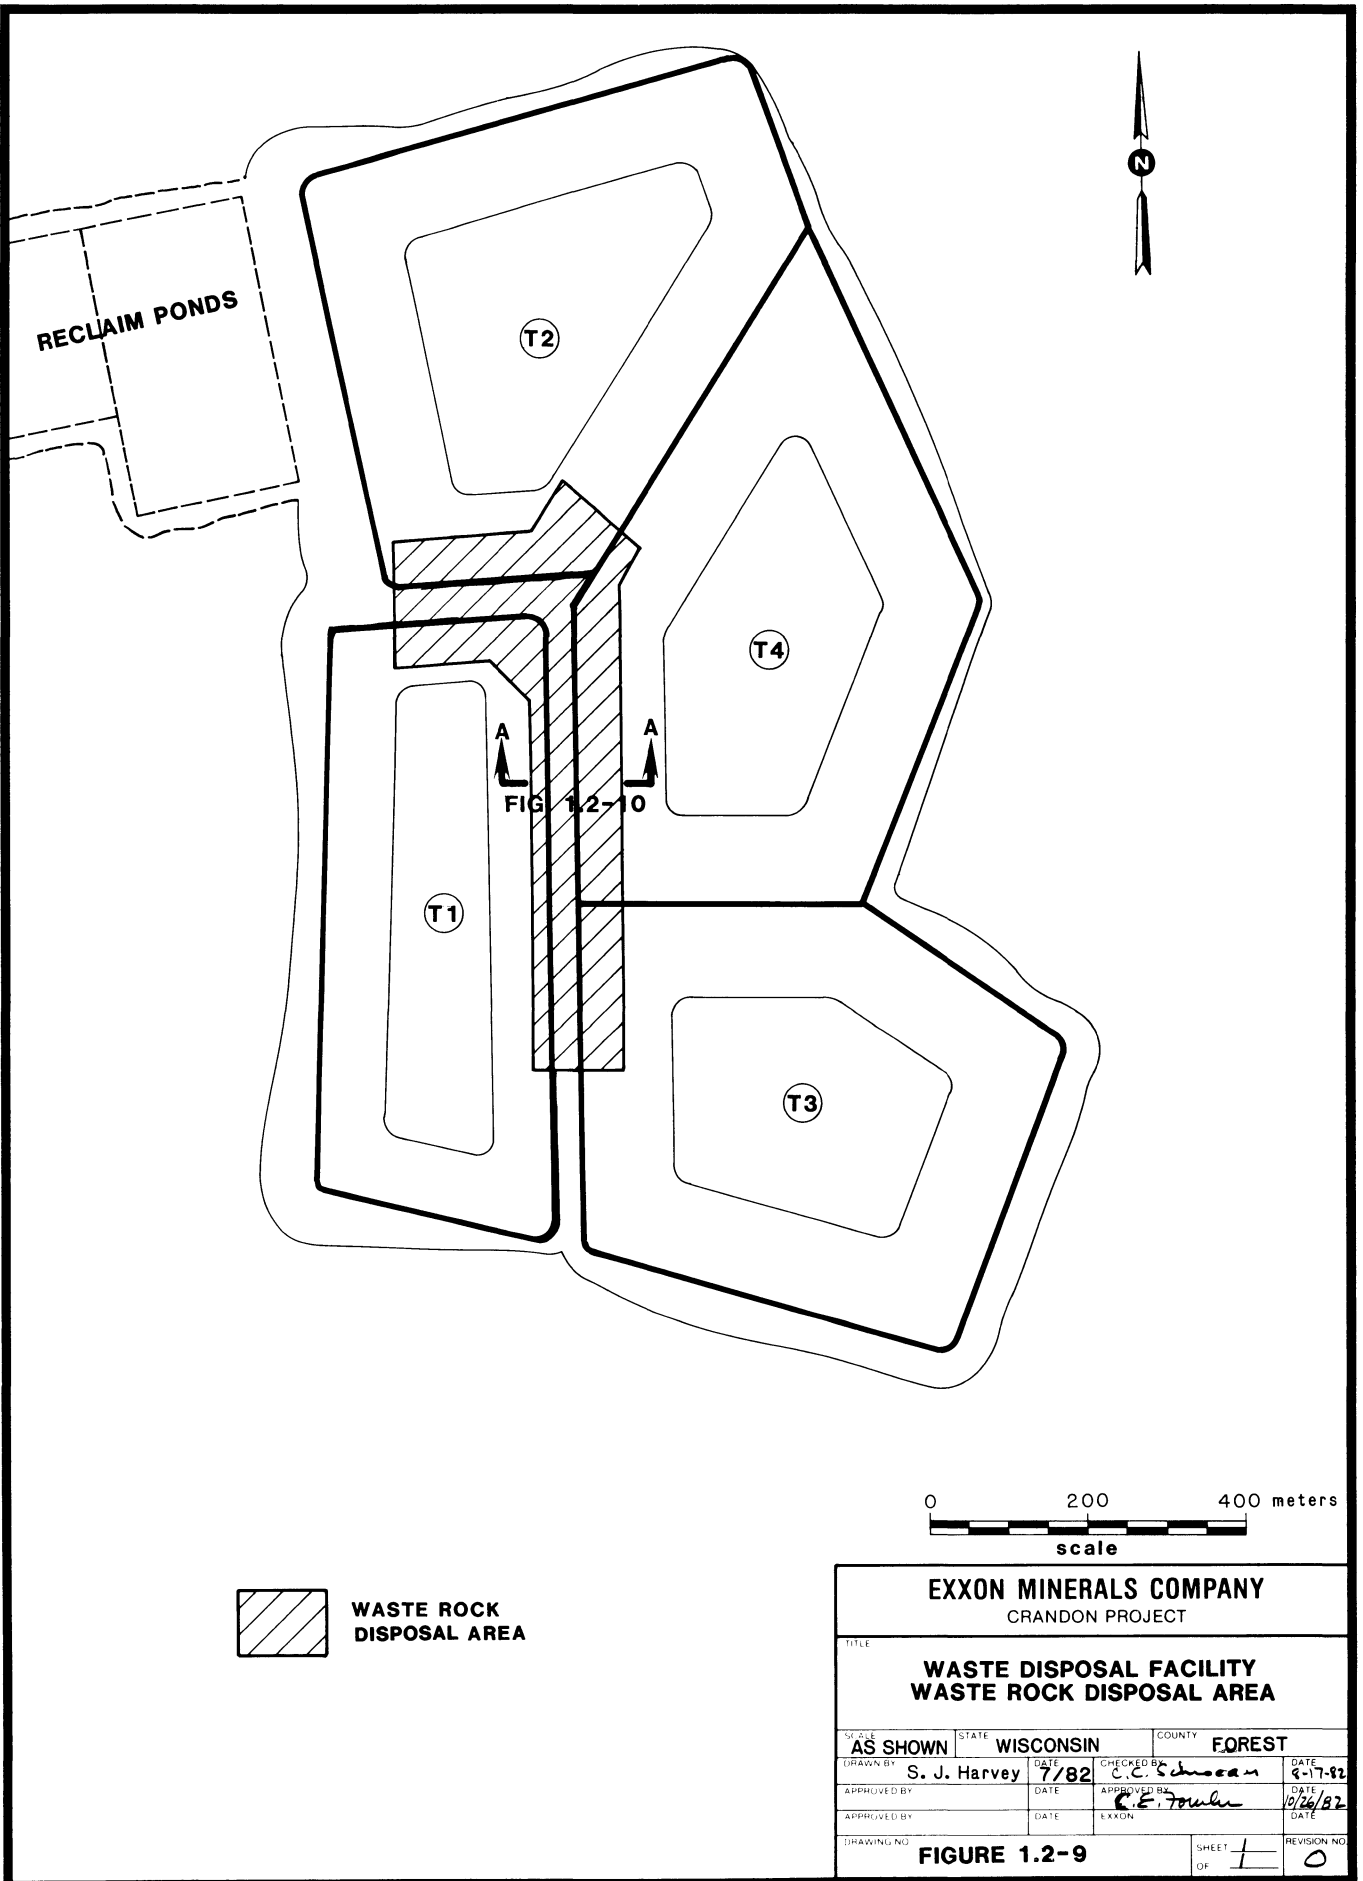 N
RECLAIM PONDS
T2
T4
A A
FIG. 1.2-10
T1
T3
0 200 400 meters
scale
WASTE ROCK
DISPOSAL AREA
EXXON MINERALS COMPANY
CRANDON PROJECT
TITLE
WASTE DISPOSAL FACILITY
WASTE ROCK DISPOSAL AREA
SCALE AS SHOWN STATE WISCONSIN COUNTY FOREST
DRAWN BY S. J. Harvey DATE 7/82 CHECKED BY C.C. DATE 8-17-82
APPROVED BY DATE APPROVED BY C.E. Fowler DATE 10/26/82
APPROVED BY DATE EXXON DATE
DRAWING NO FIGURE 1.2-9 SHEET 1 OF 1 REVISION NO. 0